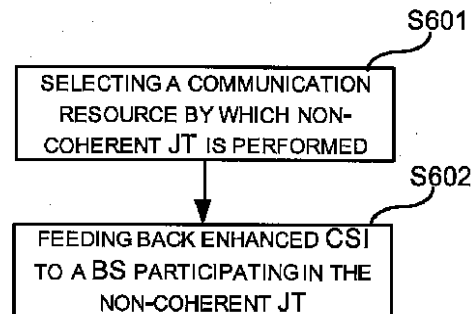 S601
SELECTING A COMMUNICATION
RESOURCE BY WHICH NON-
COHERENT JT IS PERFORMED
S602
FEEDING BACK ENHANCED CSI
TO A BS PARTICIPATING IN THE
NON-COHERENT JT